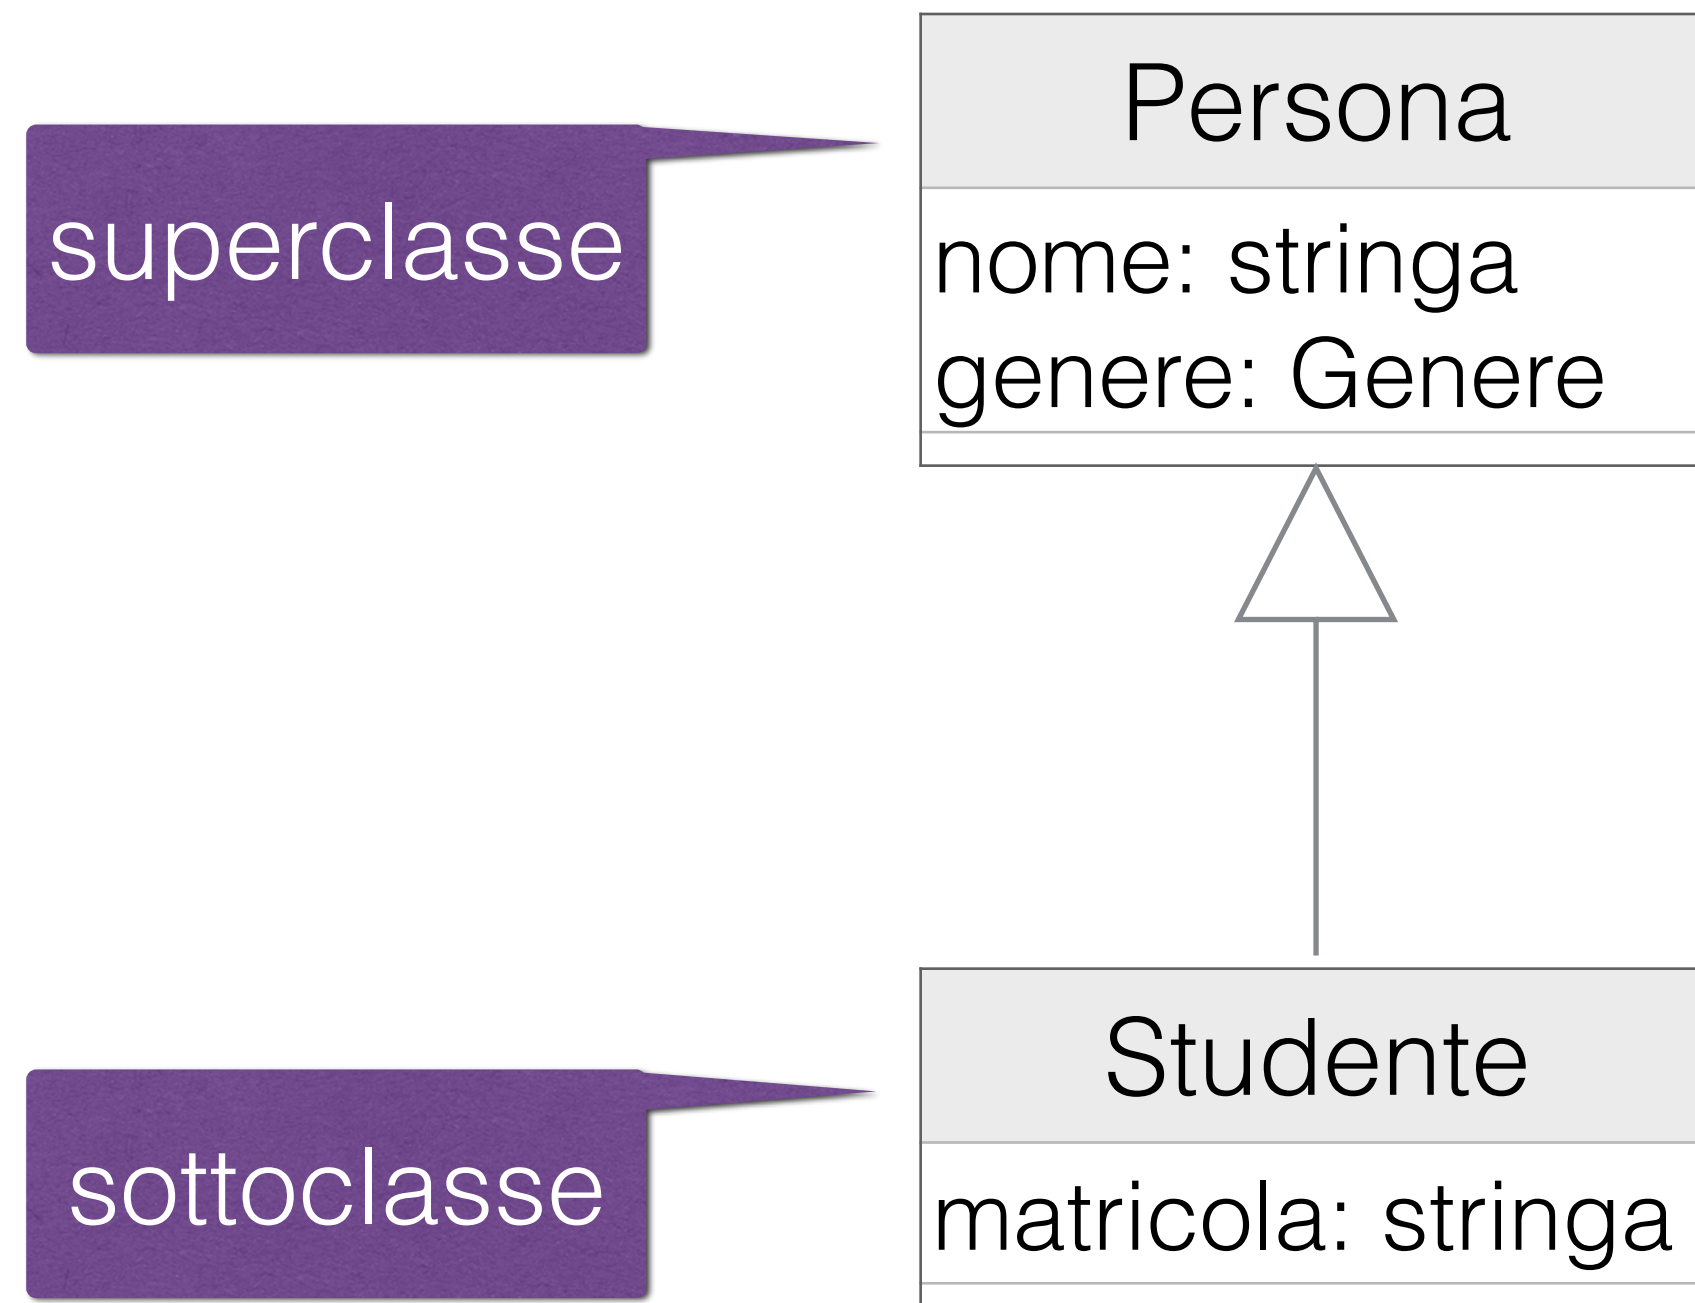 Persona
superclasse
nome: stringa
genere: Genere
Studente
sottoclasse
matricola: stringa